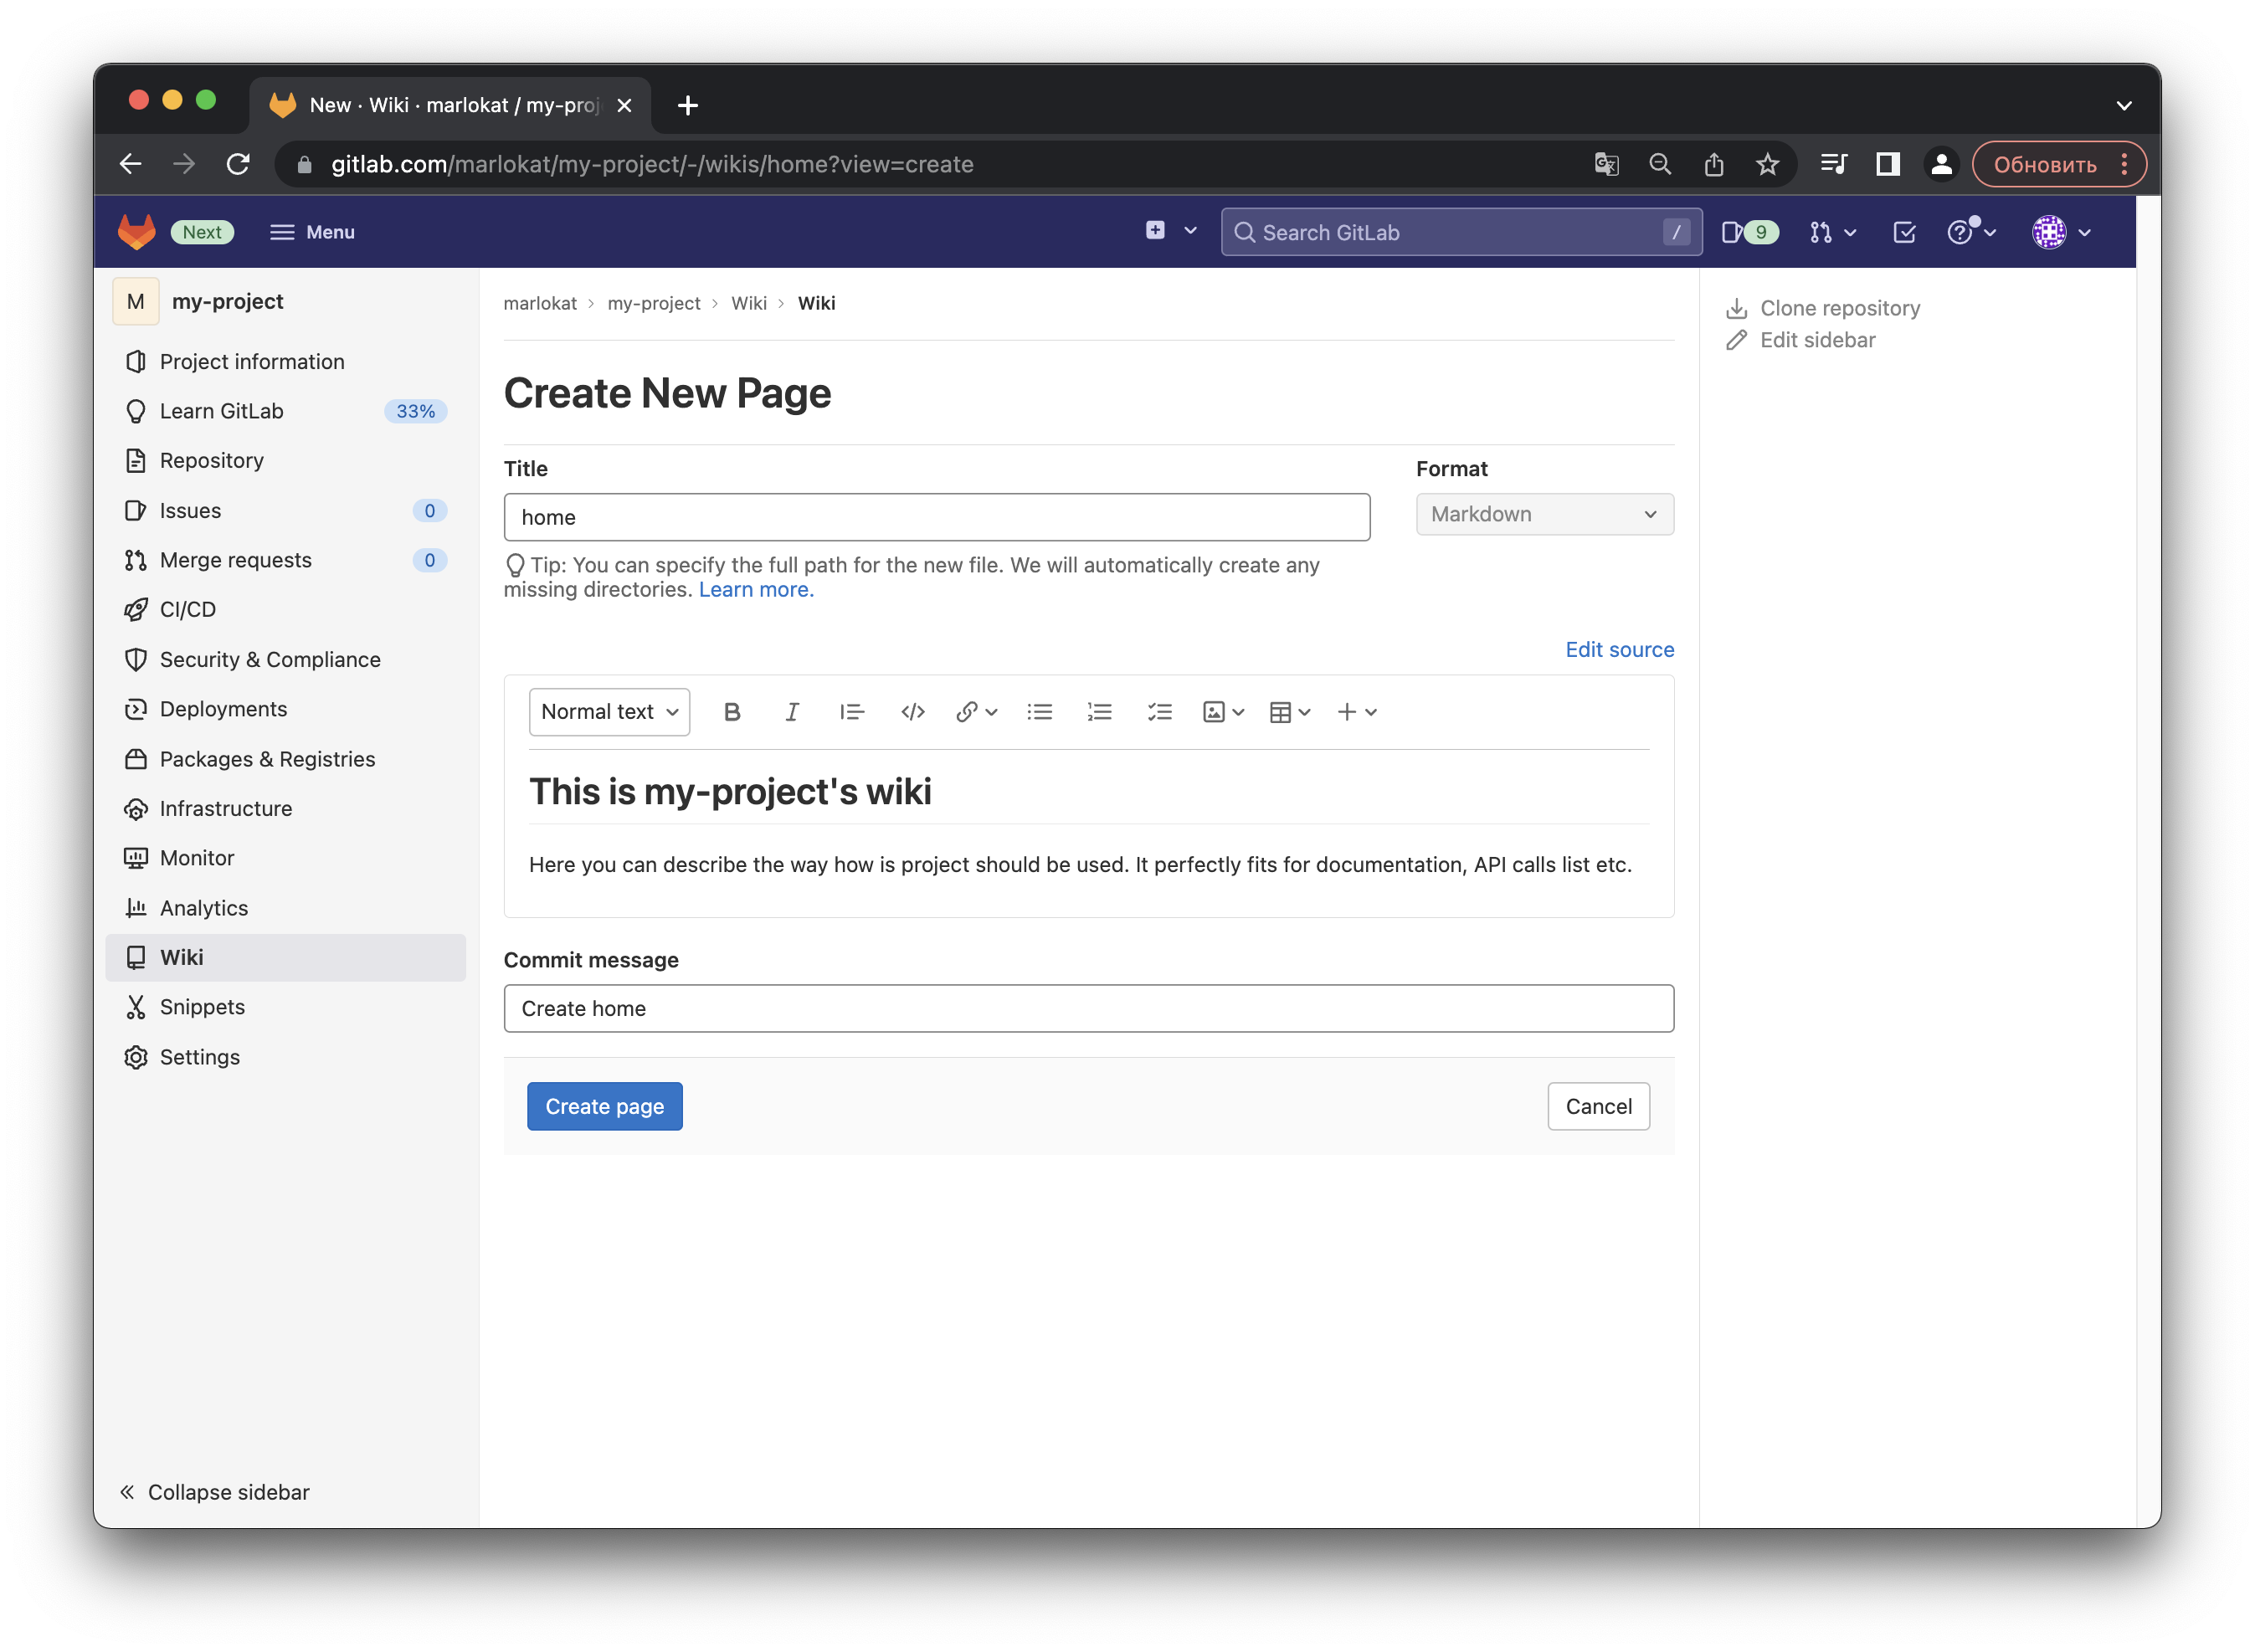 New · Wiki · marlokat / my-proj
gitlab.com/marlokat/my-project/-/wikis/home?view=create
Обновить
Next
Menu
Search GitLab
/
9
M
my-project
Project information
Learn GitLab
33%
Repository
Issues
0
Merge requests
0
CI/CD
Security & Compliance
Deployments
Packages & Registries
Infrastructure
Monitor
Analytics
Wiki
Snippets
Settings
Collapse sidebar
marlokat > my-project > Wiki > Wiki
Create New Page
Title
Format
home
Markdown
Tip: You can specify the full path for the new file. We will automatically create any
missing directories. Learn more.
Edit source
Normal text
This is my-project's wiki
Here you can describe the way how is project should be used. It perfectly fits for documentation, API calls list etc.
Commit message
Create home
Create page
Cancel
Clone repository
Edit sidebar